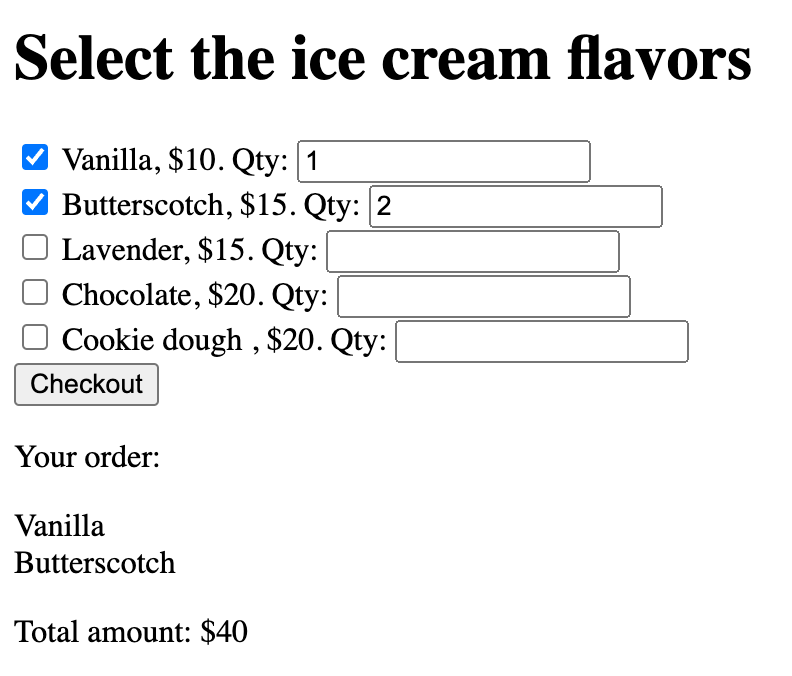 Select the ice cream flavors
Vanilla, $10. Qty: 1
Butterscotch, $15. Qty: 2
Lavender, $15. Qty:
Chocolate, $20. Qty:
Cookie dough , $20. Qty:
Checkout
Your order:
Vanilla
Butterscotch
Total amount: $40